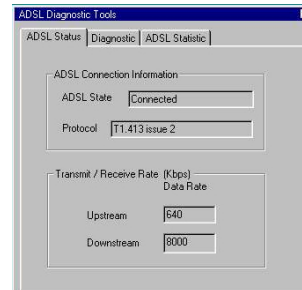 ADSL Diagnostic Tools
ADSL Status Diagnostic ADSL Statistic
ADSL Connection Information
ADSL State Connected
Protocol T1.413 issue 2
Transmit / Receive Rate (Kbps)
Data Rate
Upstream 640
Downstream 8000